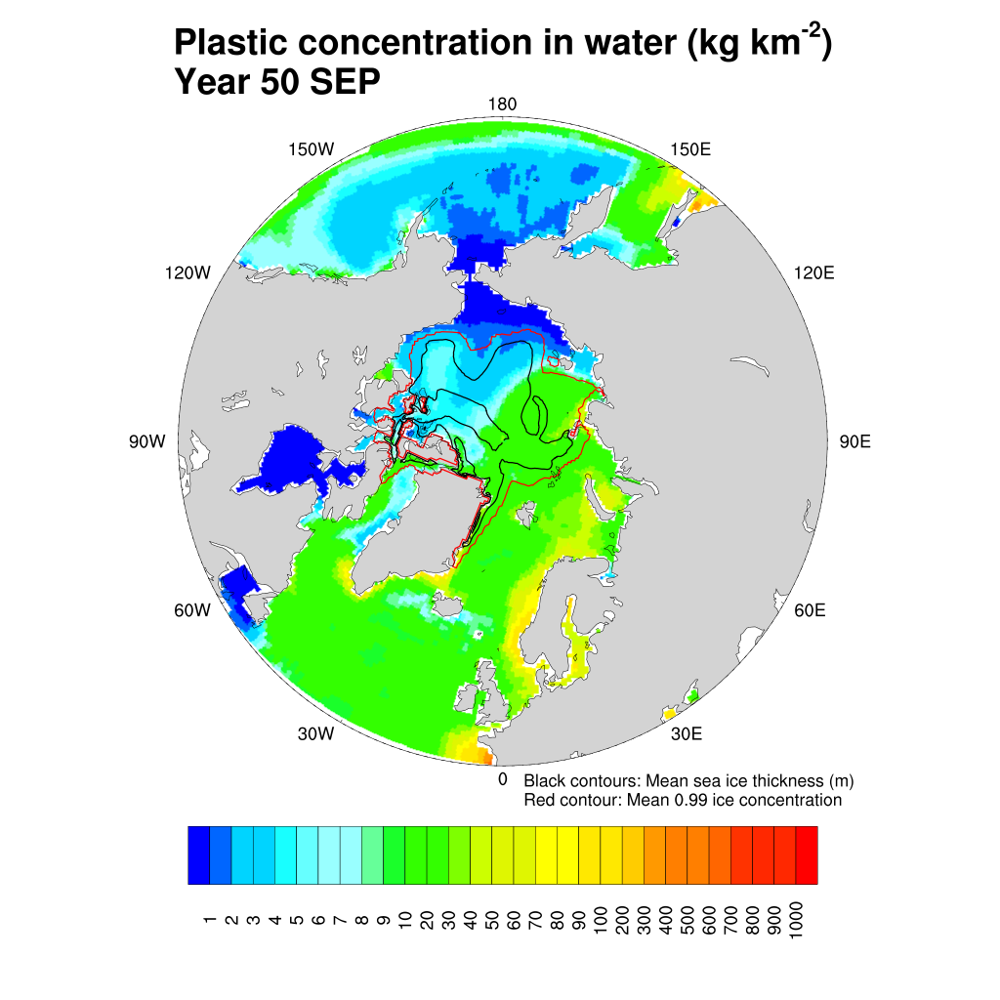 Plastic concentration in water (kg km-2)
Year 50 SEP
180
150W
150E
120W
120E
90W
90E
60W
60E
30W
30E
0
Black contours: Mean sea ice thickness (m)
Red contour: Mean 0.99 ice concentration
1 2 3 4 5 6 7 8 9 10 20 30 40 50 60 70 80 90 100 200 300 400 500 600 700 800 900 1000